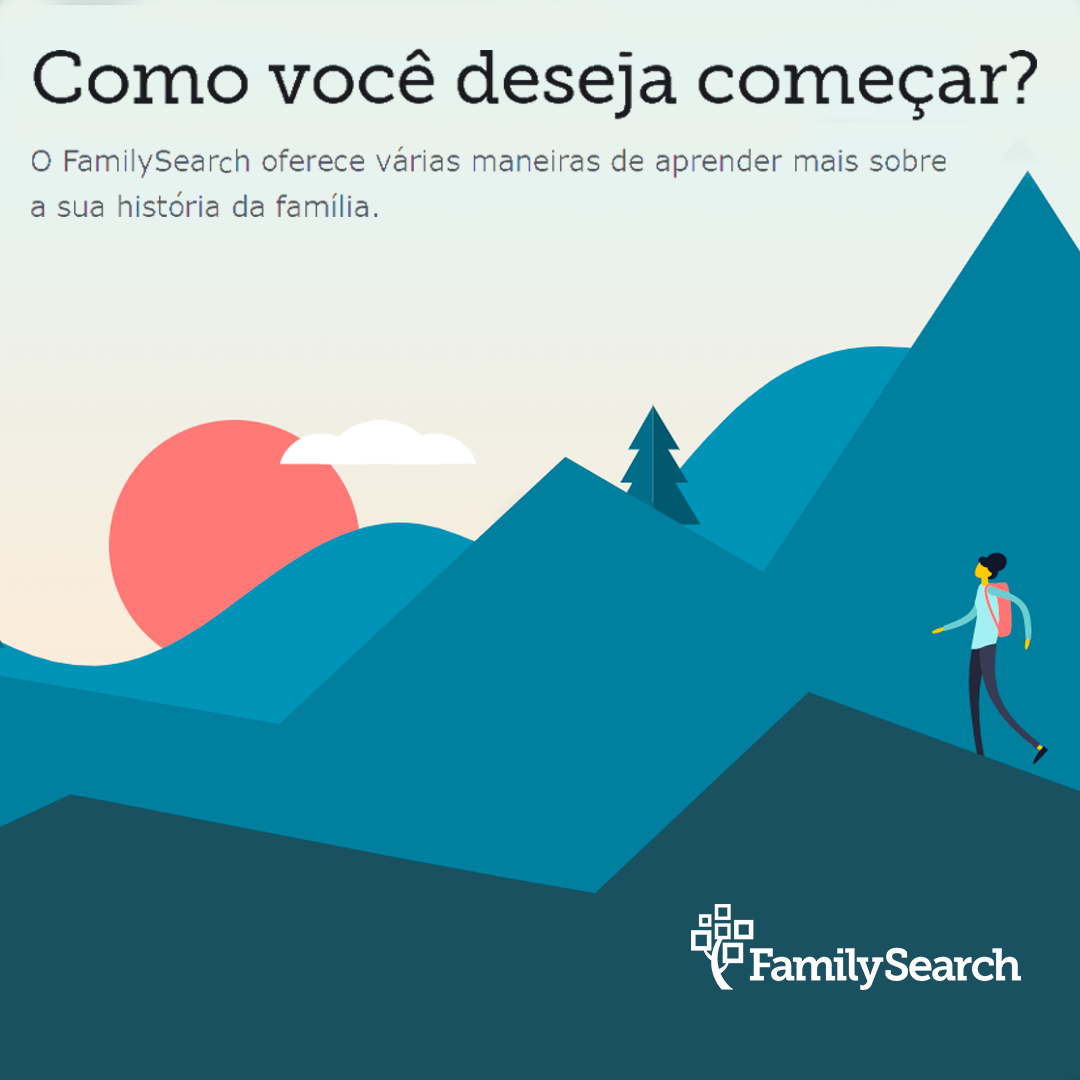 Como você deseja começar?
O FamilySearch oferece várias maneiras de aprender mais sobre
a sua história da família.
FamilySearch